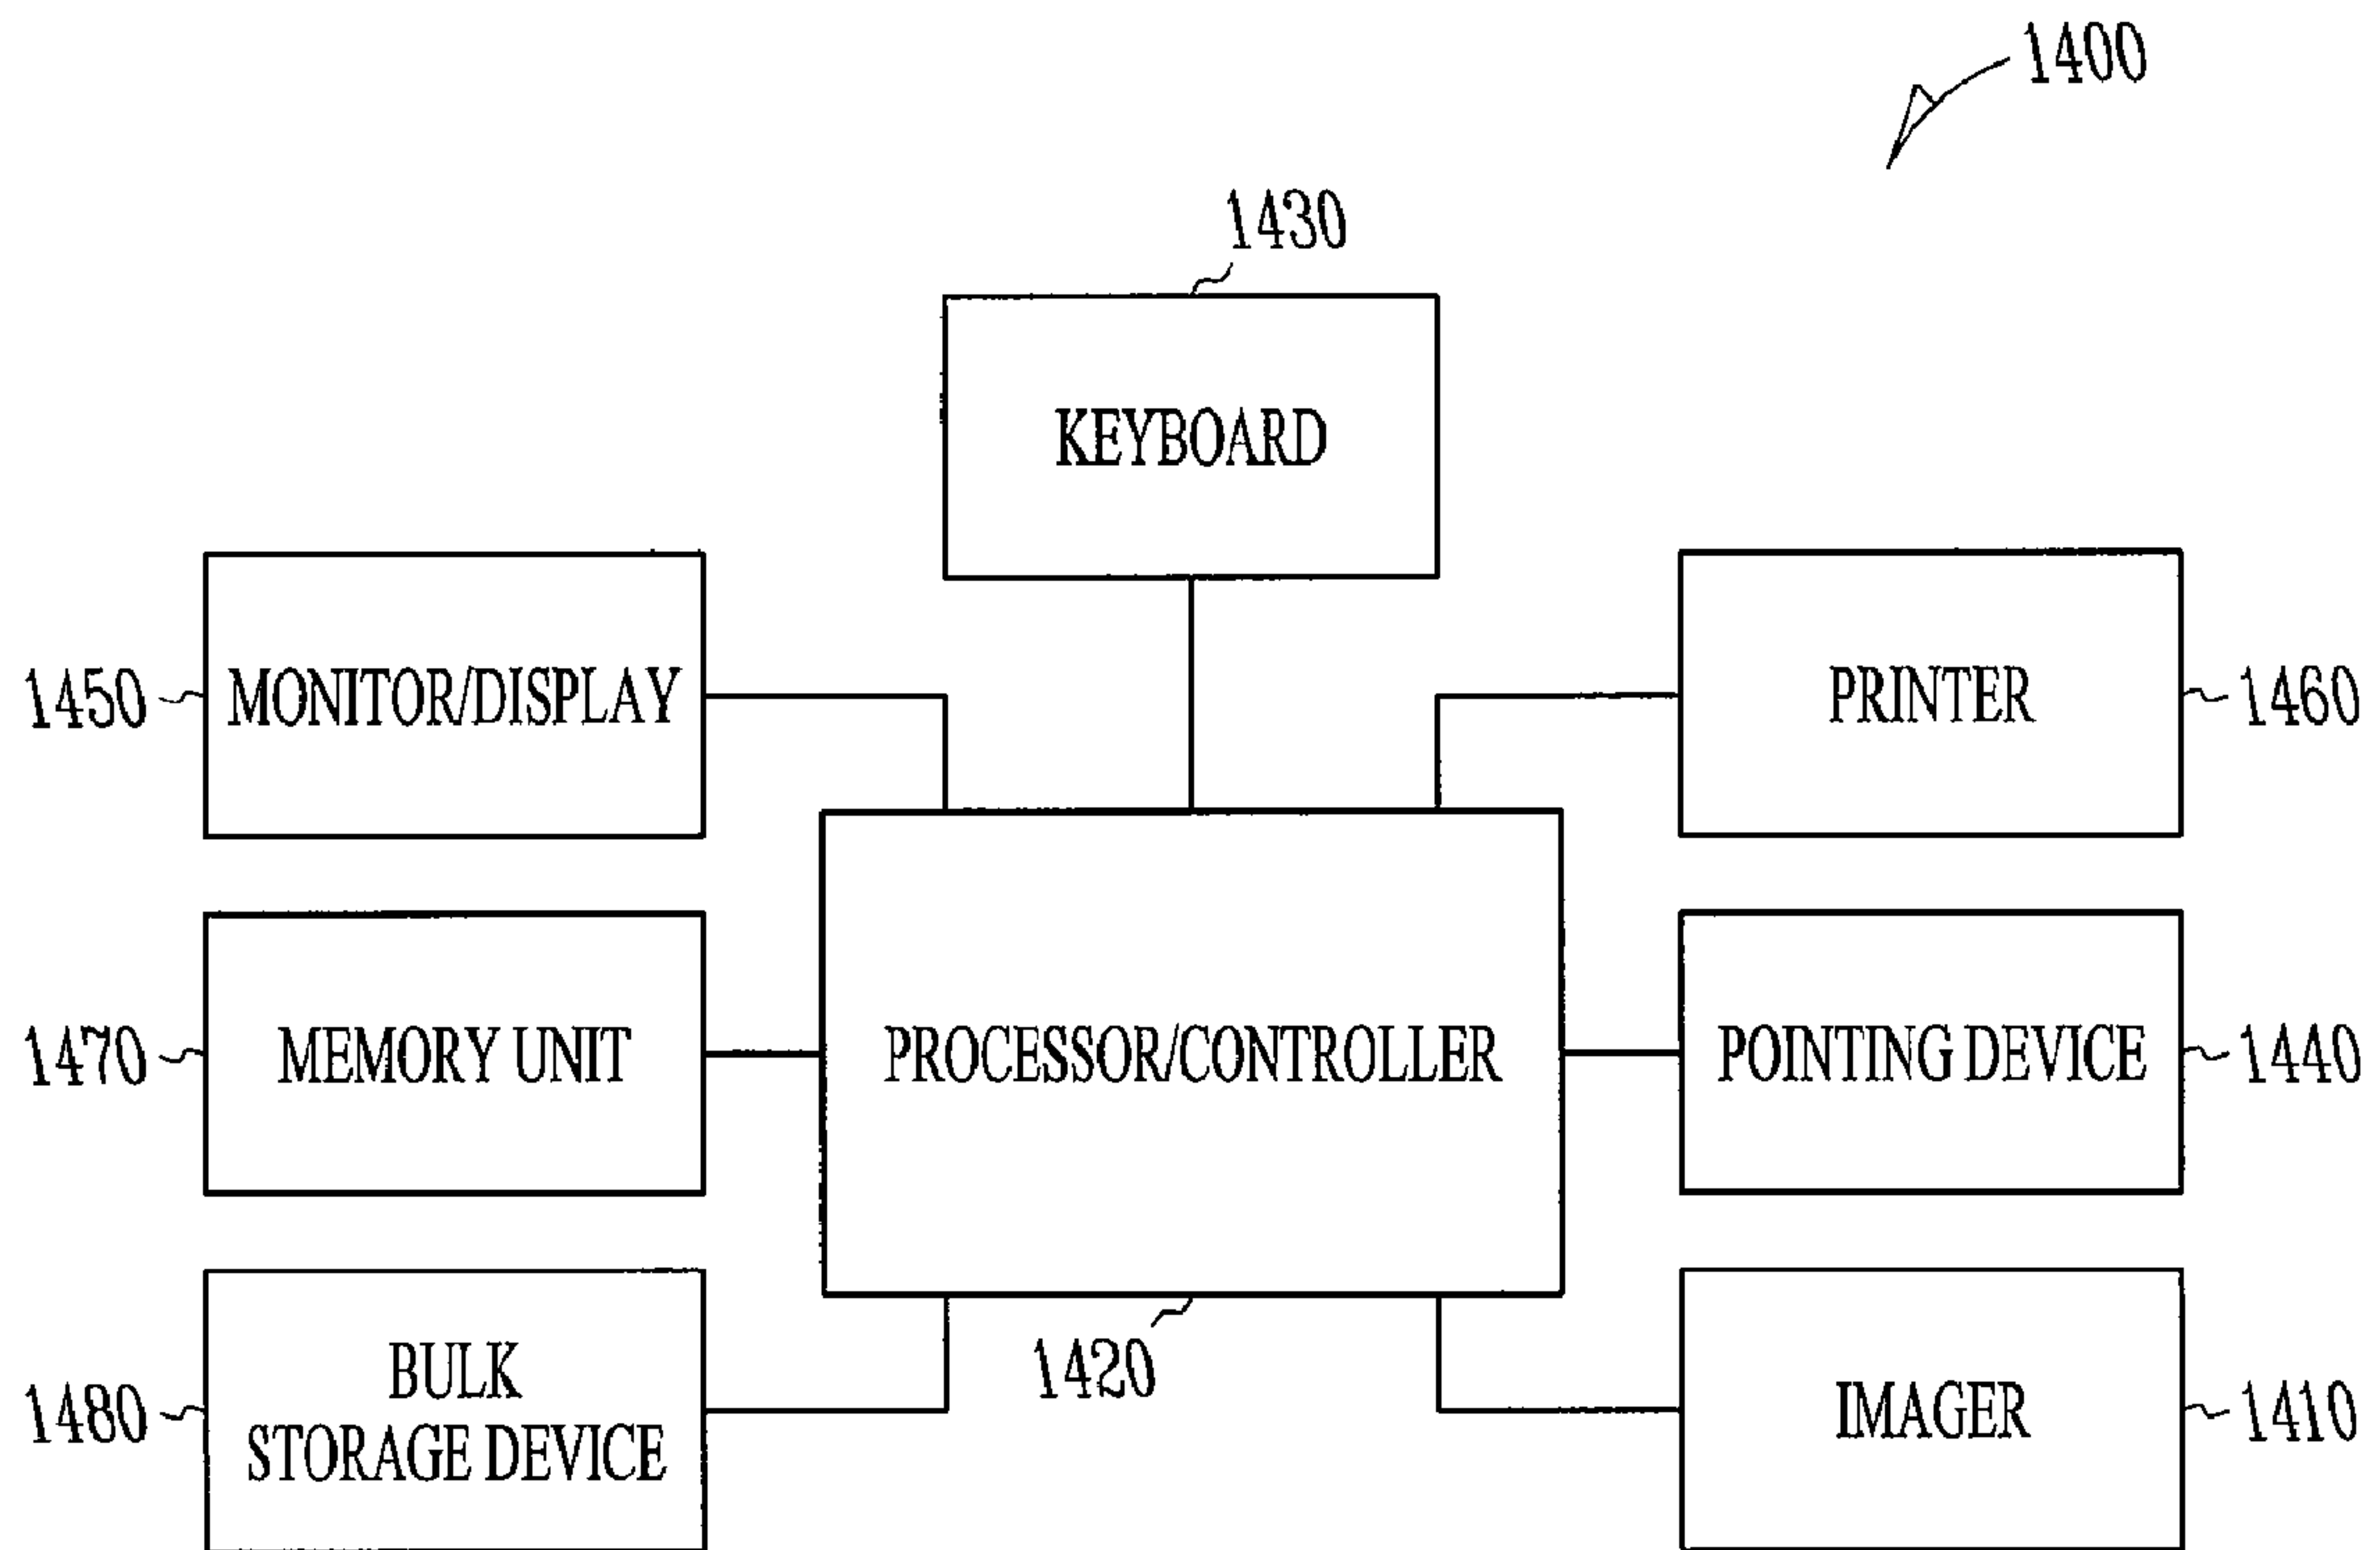 1400
1430
KEYBOARD
1450
MONITOR/DISPLAY
PRINTER
1460
1470
MEMORY UNIT
PROCESSOR/CONTROLLER
POINTING DEVICE
1440
1420
1480
BULK
STORAGE DEVICE
IMAGER
1410